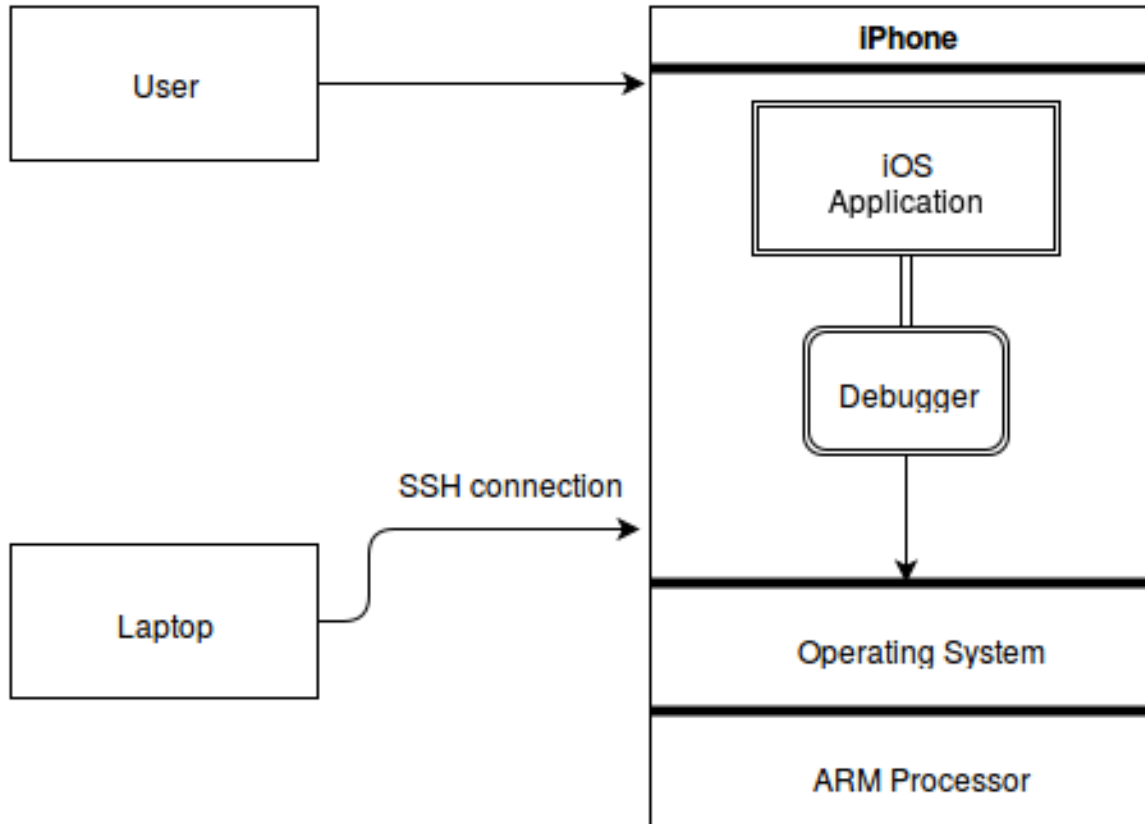 User
iPhone
iOS
Application
Debugger
SSH connection
Laptop
Operating System
ARM Processor